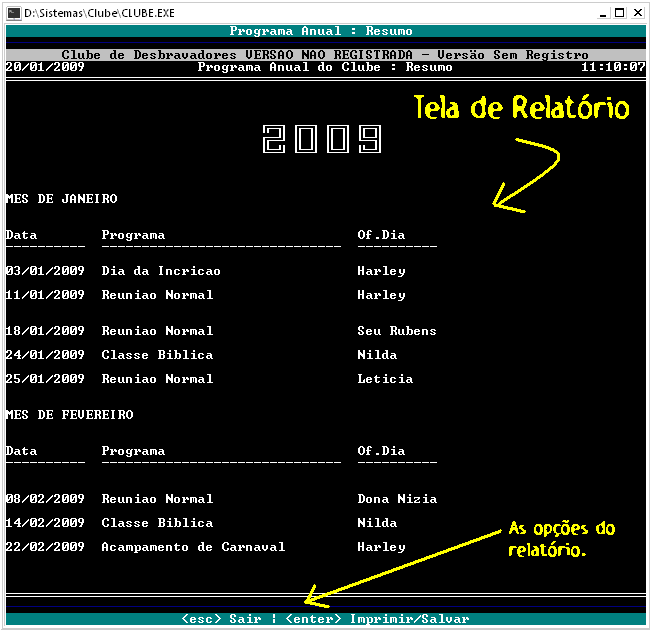 D:\Sistemas\Clube\CLUBE.EXE
Programa Anual : Resumo
Clube de Desbravadores VERSAO NAO REGISTRADA - Versão Sem Registro
20/01/2009 Programa Anual do Clube : Resumo 11:10:07
Tela de Relatório
2009
MES DE JANEIRO
Data Programa Of.Dia
03/01/2009 Dia da Incricao Harley
11/01/2009 Reuniao Normal Harley
18/01/2009 Reuniao Normal Seu Rubens
24/01/2009 Classe Biblica Nilda
25/01/2009 Reuniao Normal Leticia
MES DE FEVEREIRO
Data Programa Of.Dia
08/02/2009 Reuniao Normal Dona Nizia
14/02/2009 Classe Biblica Nilda
22/02/2009 Acampamento de Carnaval Harley
As opções do
relatório.
<esc> Sair | <enter> Imprimir/Salvar